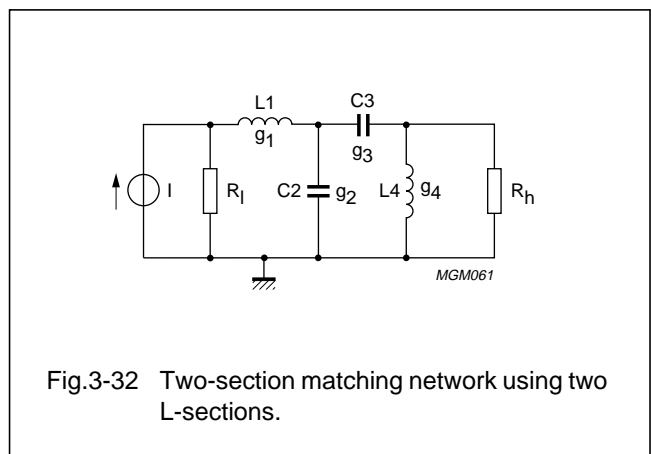 L1
g1
C3
g3
I
Rl
C2
g2
L4
g4
Rh
MGM061
Fig.3-32 Two-section matching network using two
L-sections.